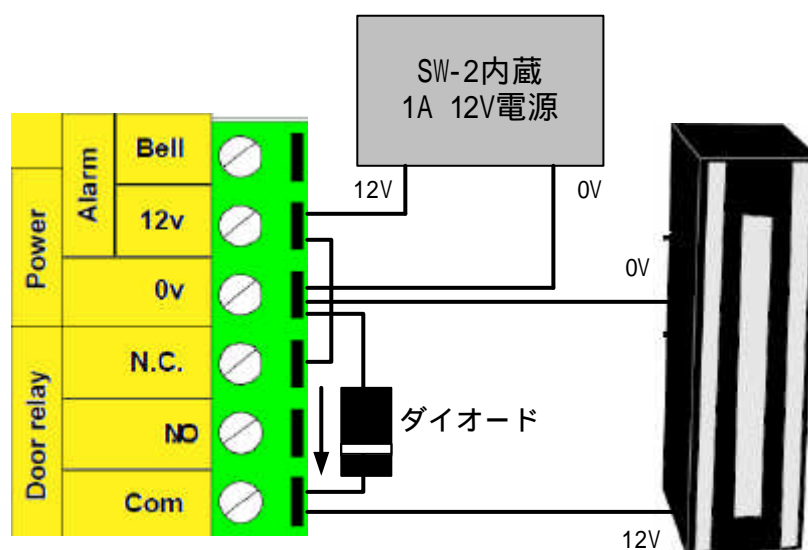 SW-2内蔵
1A 12V電源
12V
0V
Power
Alarm
Bell
12v
0v
Door relay
N.C.
NO
Com
ダイオード
0V
12V